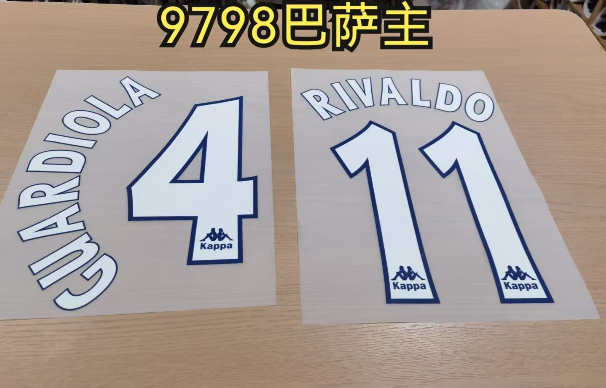 9798巴萨主
GUARDIOLA
4
Kappa
RIVALDO
11
Kappa
Kappa